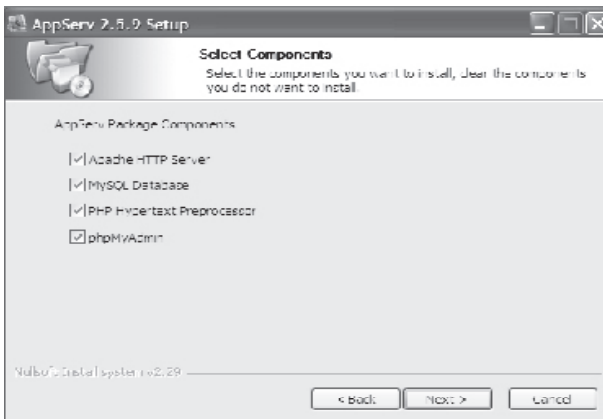 AppServ 2.5.9 Setup
Select Components
Select the components you want to install, clear the components
you do not want to install.
AppServ Package Components
Apache HTTP Server
MySQL Database
PHP Hypertext Preprocessor
phpMyAdmin
Nullsoft Install system v2.29
< Back
Next >
Cancel